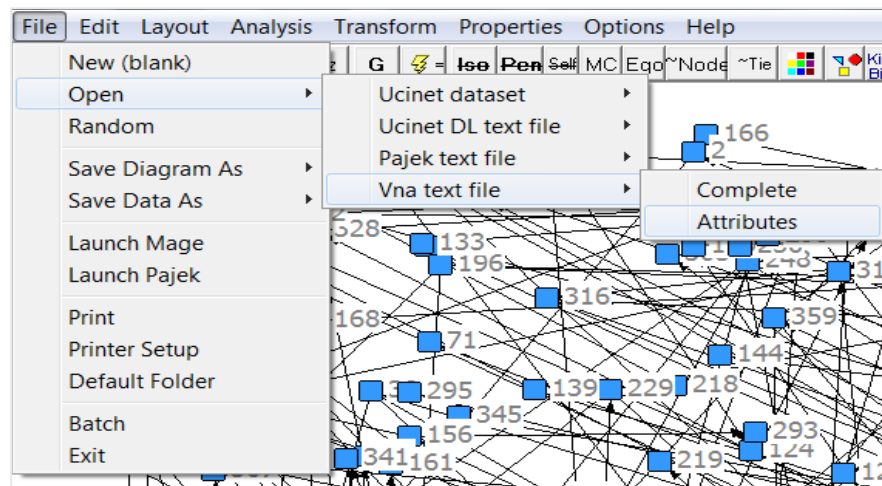 File Edit Layout Analysis Transform Properties Options Help
G = Iso Pen Self MC Ego ~Node ~Tie
New (blank)
Open
Random
Save Diagram As
Save Data As
Launch Mage
Launch Pajek
Print
Printer Setup
Default Folder
Batch
Exit
Ucinet dataset
Ucinet DL text file
Pajek text file
Vna text file
Complete
Attributes
166
2
133
196
316
168
359
71
144
295
139
229
218
345
156
293
124
341
161
219